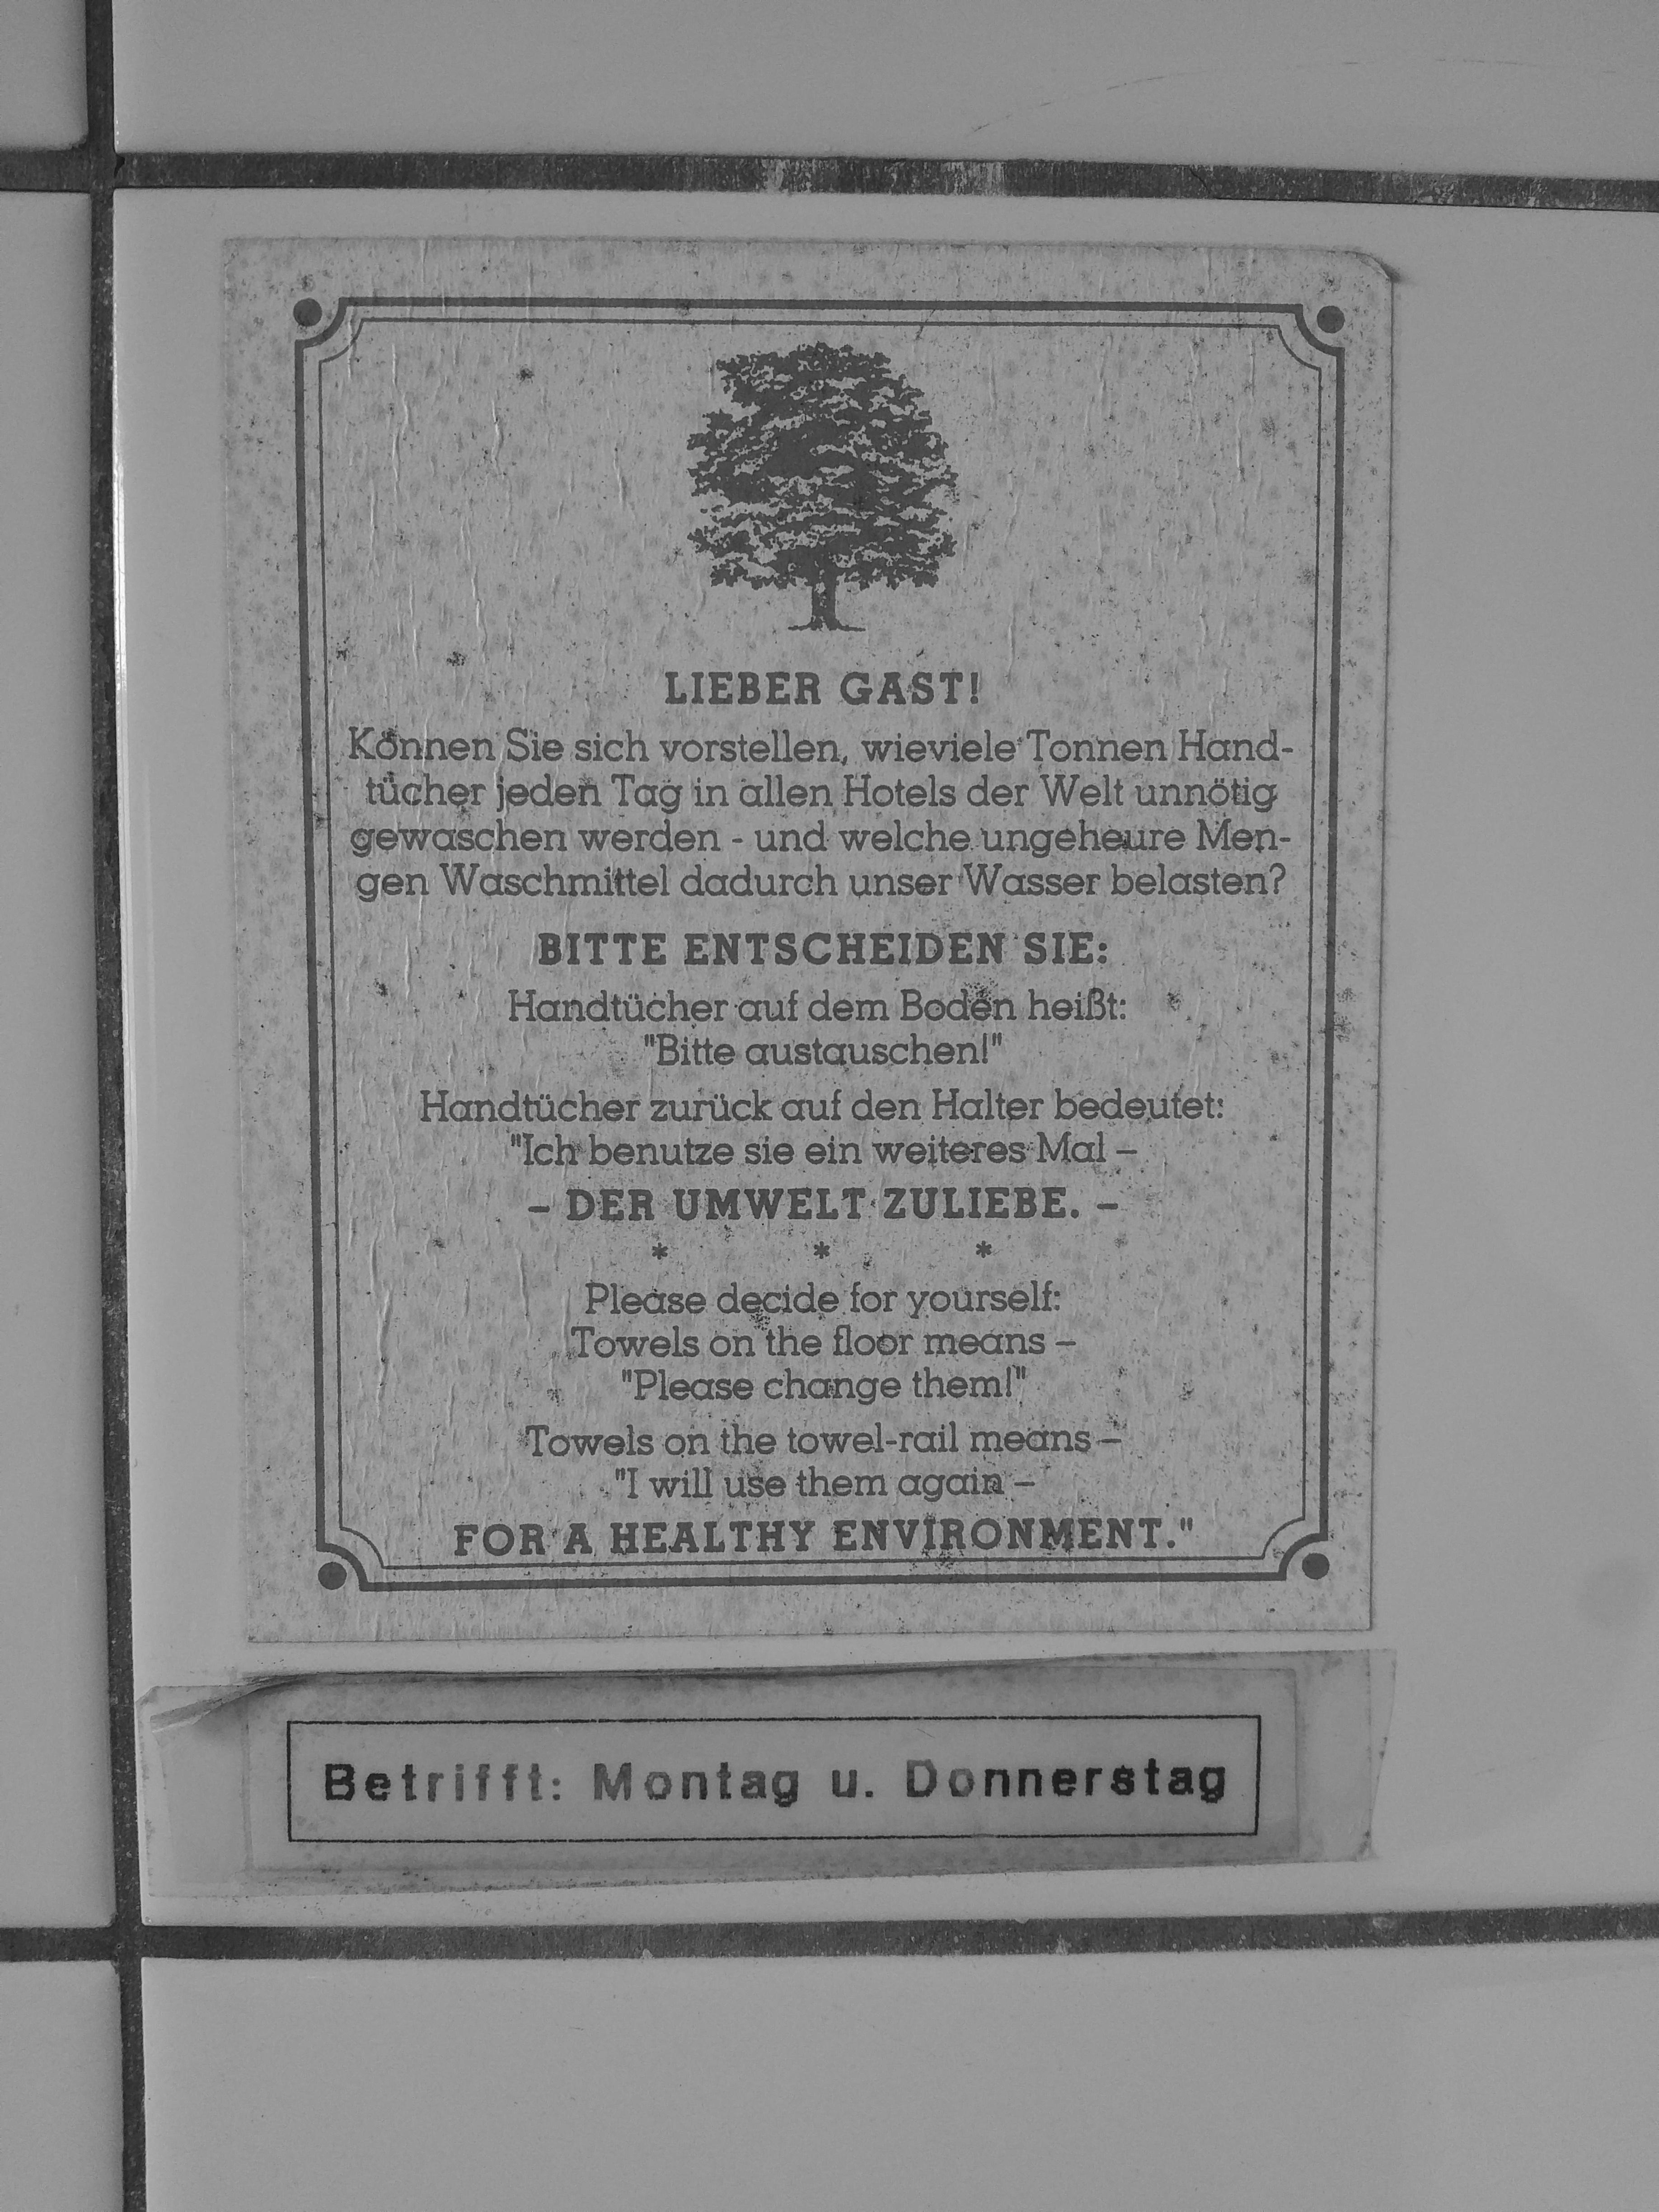 LIEBER GAST!
Können Sie sich vorstellen, wieviele Tonnen Hand-
tücher jeden Tag in allen Hotels der Welt unnötig
gewaschen werden - und welche ungeheure Men-
gen Waschmittel dadurch unser Wasser belasten?
BITTE ENTSCHEIDEN SIE:
Handtücher auf dem Boden heißt:
"Bitte austauschen!"
Handtücher zurück auf den Halter bedeutet:
"Ich benutze sie ein weiteres Mal –
– DER UMWELT ZULIEBE. –
* * *
Please decide for yourself:
Towels on the floor means –
"Please change them!"
Towels on the towel-rail means –
"I will use them again –
FOR A HEALTHY ENVIRONMENT."
Betrifft: Montag u. Donnerstag